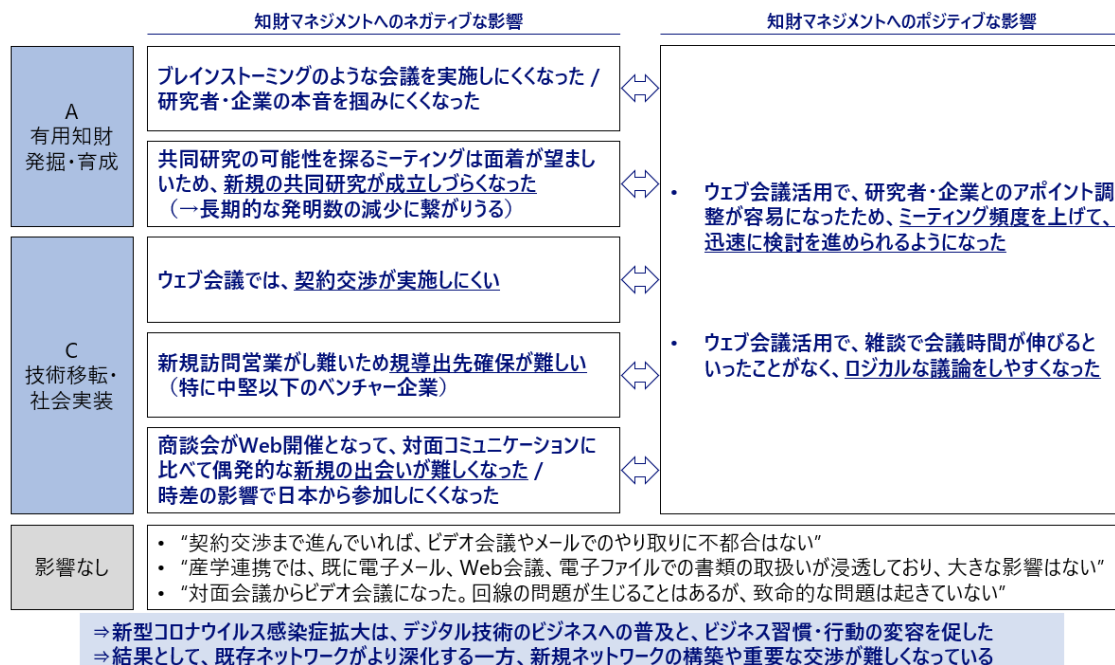 知財マネジメントへのネガティブな影響
知財マネジメントへのポジティブな影響
A
有用知財
発掘・育成
ブレインストーミングのような会議を実施しにくくなった /
研究者・企業の本音を掴みにくくなった
共同研究の可能性を探るミーティングは面着が望まし
いため、新規の共同研究が成立しづらくなった
（→長期的な発明数の減少に繋がりうる）
C
技術移転・
社会実装
ウェブ会議では、契約交渉が実施しにくい
新規訪問営業がし難いため規導出先確保が難しい
（特に中堅以下のベンチャー企業）
商談会がWeb開催となって、対面コミュニケーションに
比べて偶発的な新規の出会いが難しくなった /
時差の影響で日本から参加しにくくなった
• ウェブ会議活用で、研究者・企業とのアポイント調
整が容易になったため、ミーティング頻度を上げて、
迅速に検討を進められるようになった
• ウェブ会議活用で、雑談で会議時間が伸びると
いったことがなく、ロジカルな議論をしやすくなった
影響なし
• “契約交渉まで進んでいれば、ビデオ会議やメールでのやり取りに不都合はない”
• “産学連携では、既に電子メール、Web会議、電子ファイルでの書類の取扱いが浸透しており、大きな影響はない”
• “対面会議からビデオ会議になった。回線の問題が生じることはあるが、致命的な問題は起きていない”
⇒新型コロナウイルス感染症拡大は、デジタル技術のビジネスへの普及と、ビジネス習慣・行動の変容を促した
⇒結果として、既存ネットワークがより深化する一方、新規ネットワークの構築や重要な交渉が難しくなっている